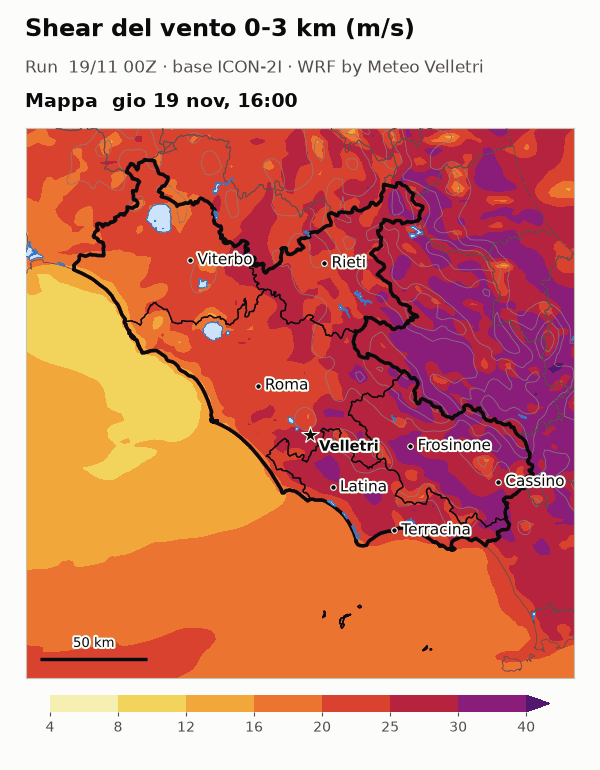 Shear del vento 0-3 km (m/s)
Run  19/11 00Z · base ICON-2I · WRF by Meteo Velletri
Mappa  gio 19 nov, 16:00
Viterbo
Rieti
Roma
Velletri
Frosinone
Cassino
Latina
Terracina
50 km
4 8 12 16 20 25 30 40